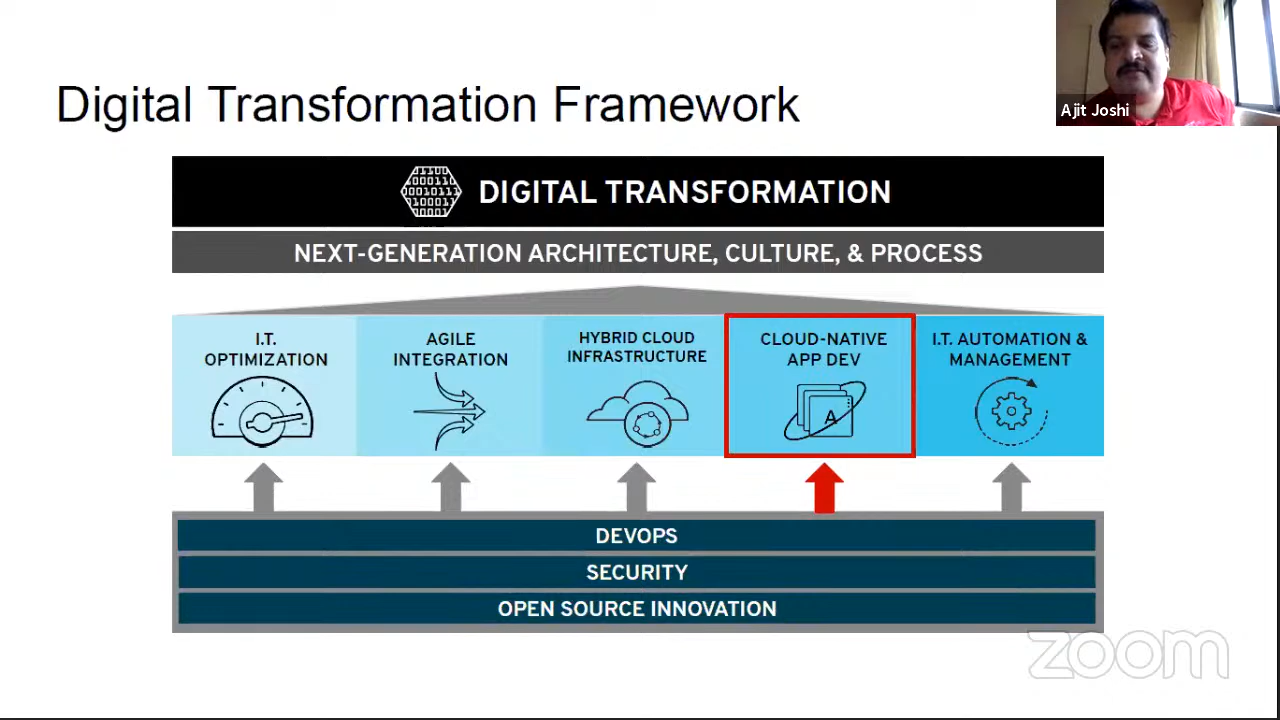 Ajit Joshi
Digital Transformation Framework
DIGITAL TRANSFORMATION
NEXT-GENERATION ARCHITECTURE, CULTURE, & PROCESS
I.T.
OPTIMIZATION
AGILE
INTEGRATION
HYBRID CLOUD
INFRASTRUCTURE
CLOUD-NATIVE
APP DEV
A
I.T. AUTOMATION &
MANAGEMENT
DEVOPS
SECURITY
OPEN SOURCE INNOVATION
zoom